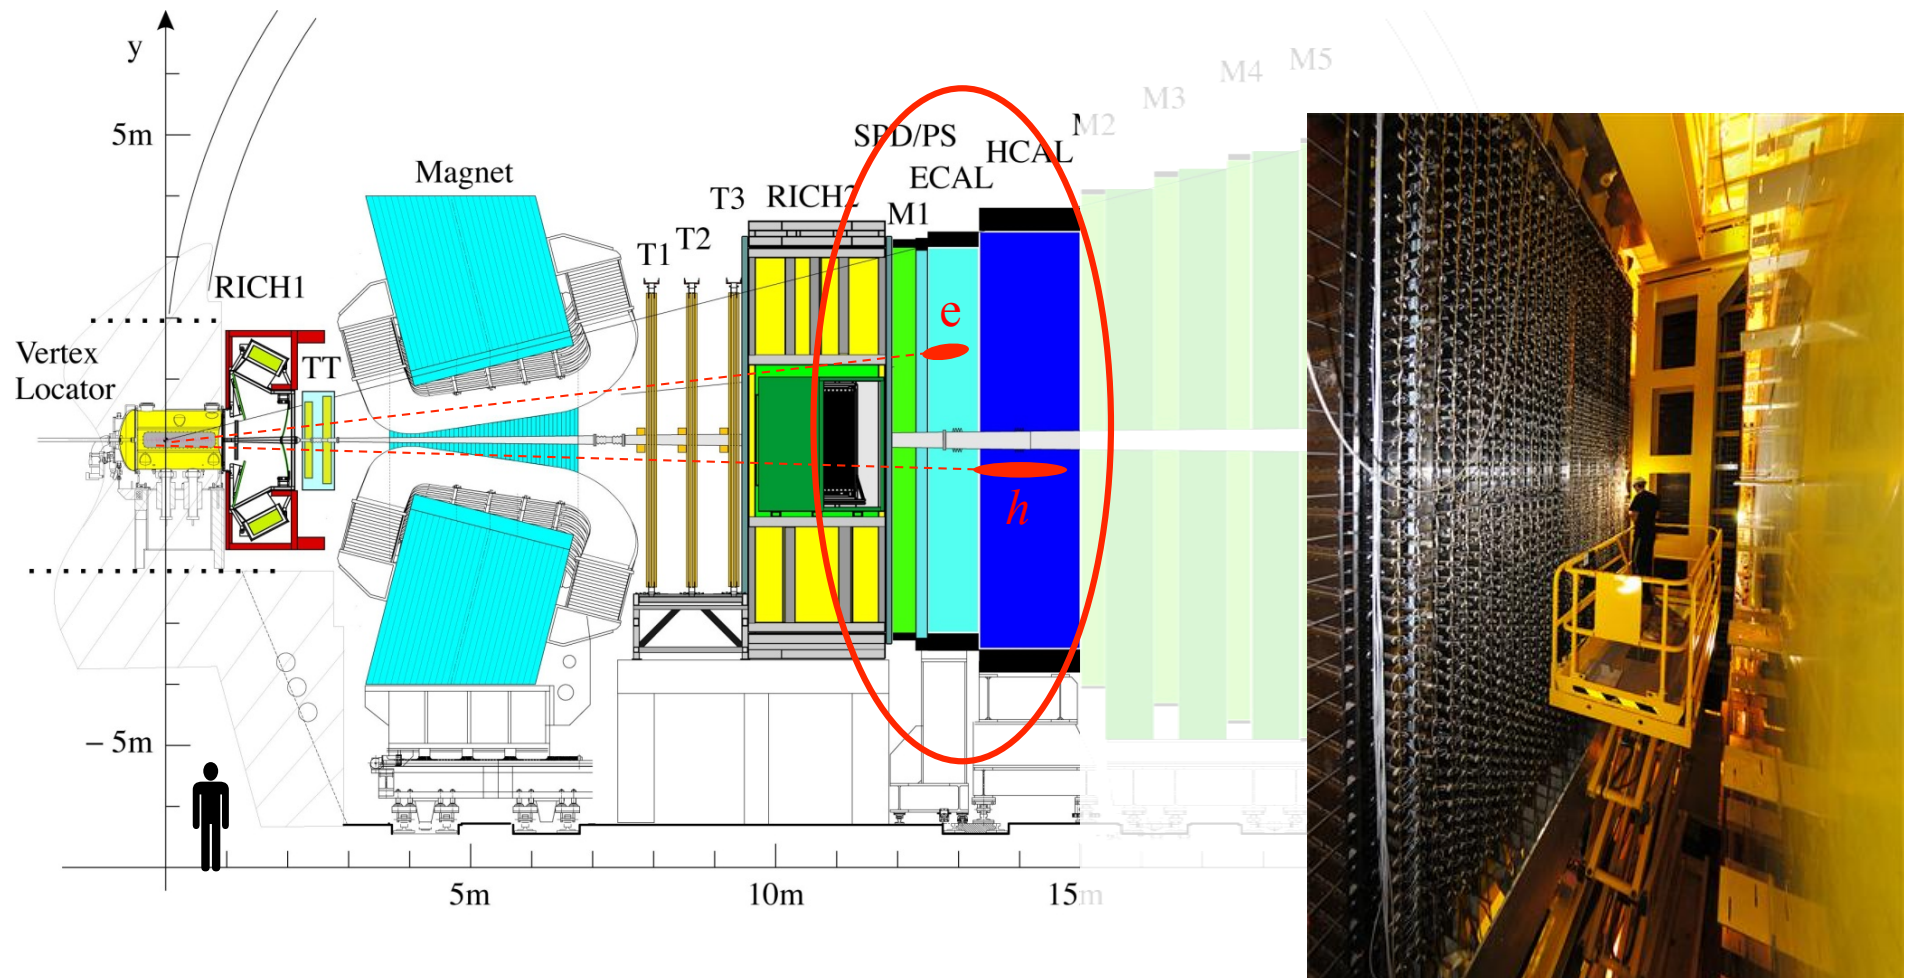 y
5m
Vertex
Locator
RICH1
TT
Magnet
T1
T2
T3
RICH2
SPD/PS
M1
ECAL
HCAL
M2
M3
M4
M5
e
h
– 5m
5m
10m
15m